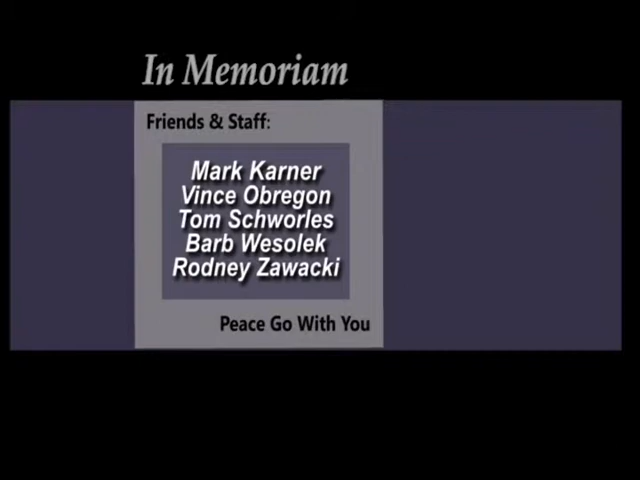 In Memoriam
Friends & Staff:
Mark Karner
Vince Obregon
Tom Schworles
Barb Wesolek
Rodney Zawacki
Peace Go With You